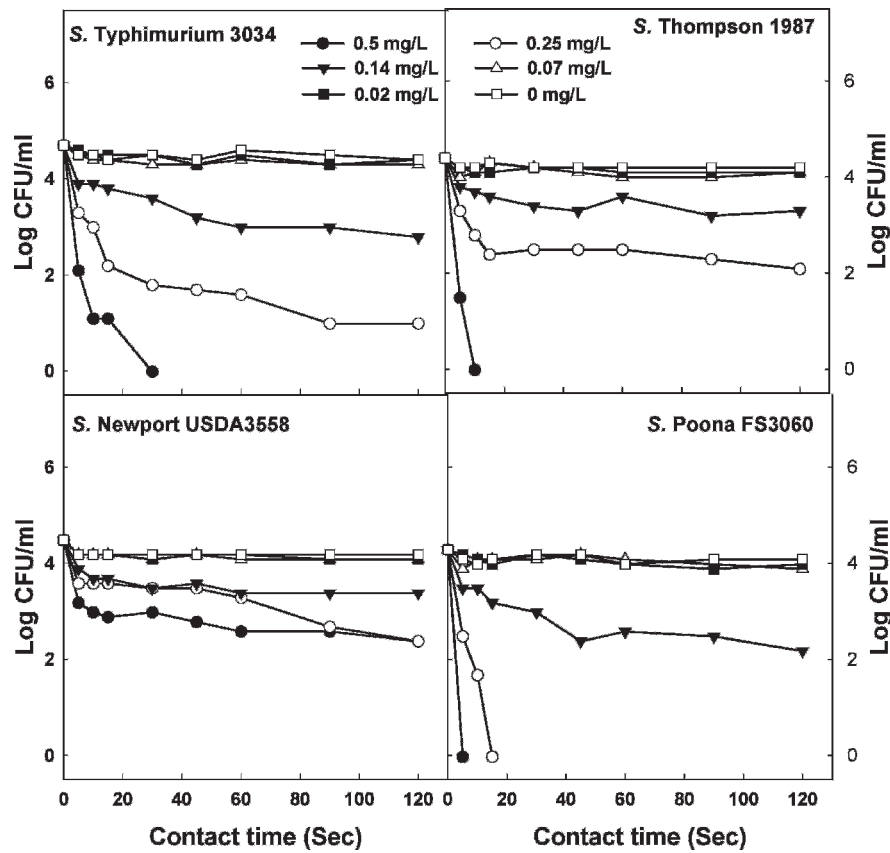 S. Typhimurium 3034
S. Thompson 1987
0.5 mg/L
0.25 mg/L
0.14 mg/L
0.07 mg/L
0.02 mg/L
0 mg/L
Log CFU/ml
6
4
2
0
6
4
2
0
Log CFU/ml
S. Newport USDA3558
S. Poona FS3060
Log CFU/ml
6
4
2
0
6
4
2
0
Log CFU/ml
0 20 40 60 80 100 120
0 20 40 60 80 100 120
Contact time (Sec)
Contact time (Sec)